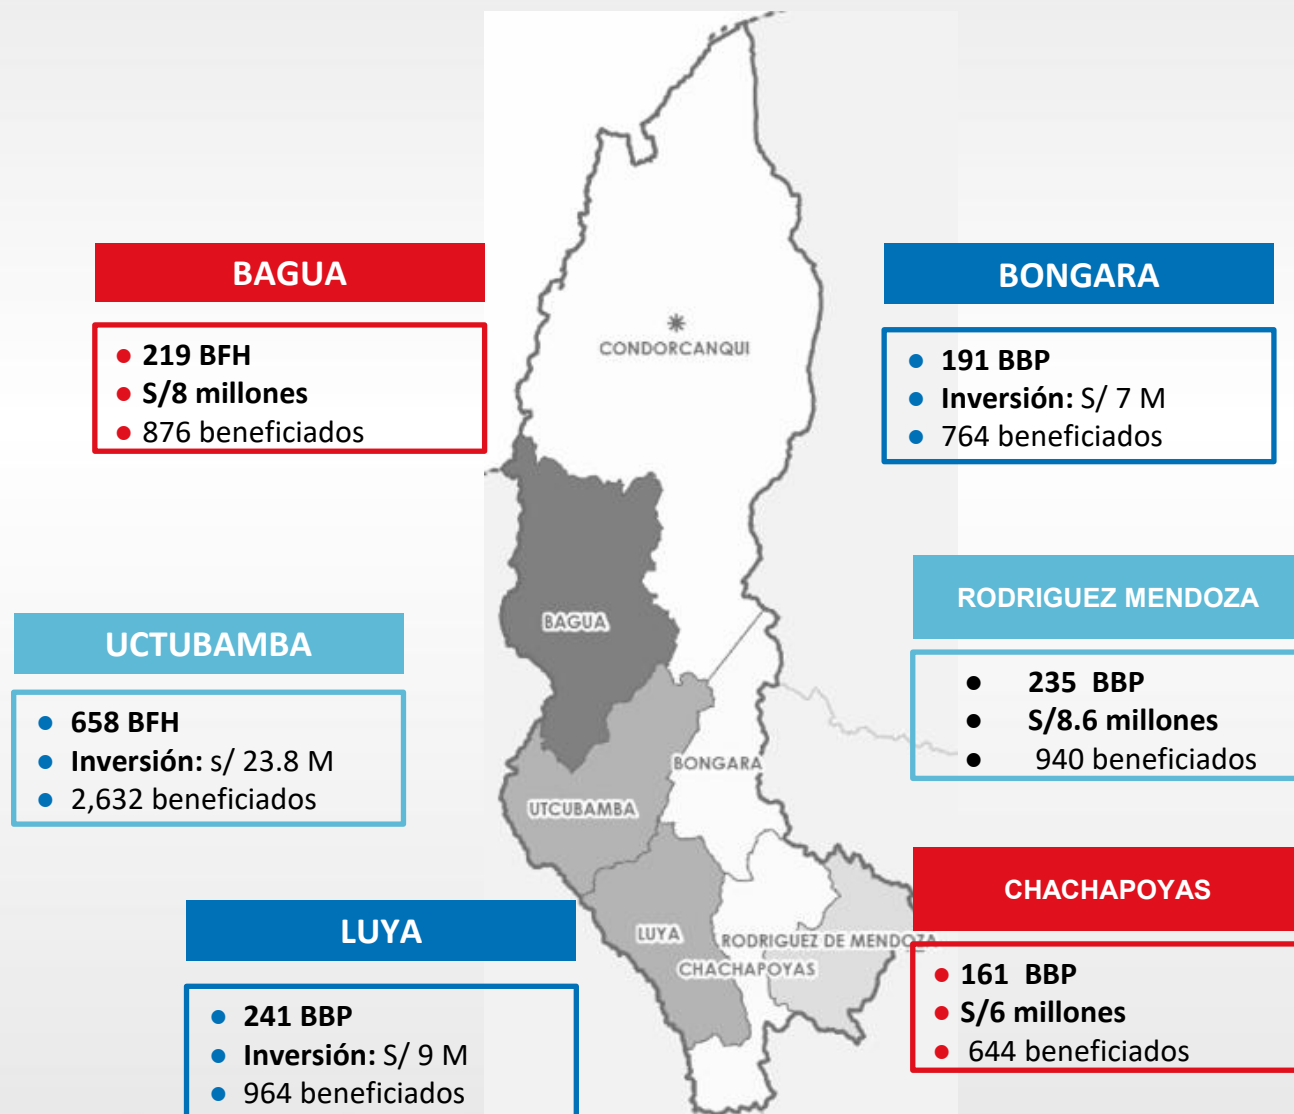 BAGUA
219 BFH
S/8 millones
876 beneficiados
BONGARA
191 BBP
Inversión: S/ 7 M
764 beneficiados
UCTUBAMBA
658 BFH
Inversión: s/ 23.8 M
2,632 beneficiados
RODRIGUEZ MENDOZA
235 BBP
S/8.6 millones
940 beneficiados
LUYA
241 BBP
Inversión: S/ 9 M
964 beneficiados
CHACHAPOYAS
161 BBP
S/6 millones
644 beneficiados
CONDORCANQUI
BAGUA
BONGARA
UTCUBAMBA
LUYA
RODRIGUEZ DE MENDOZA
CHACHAPOYAS